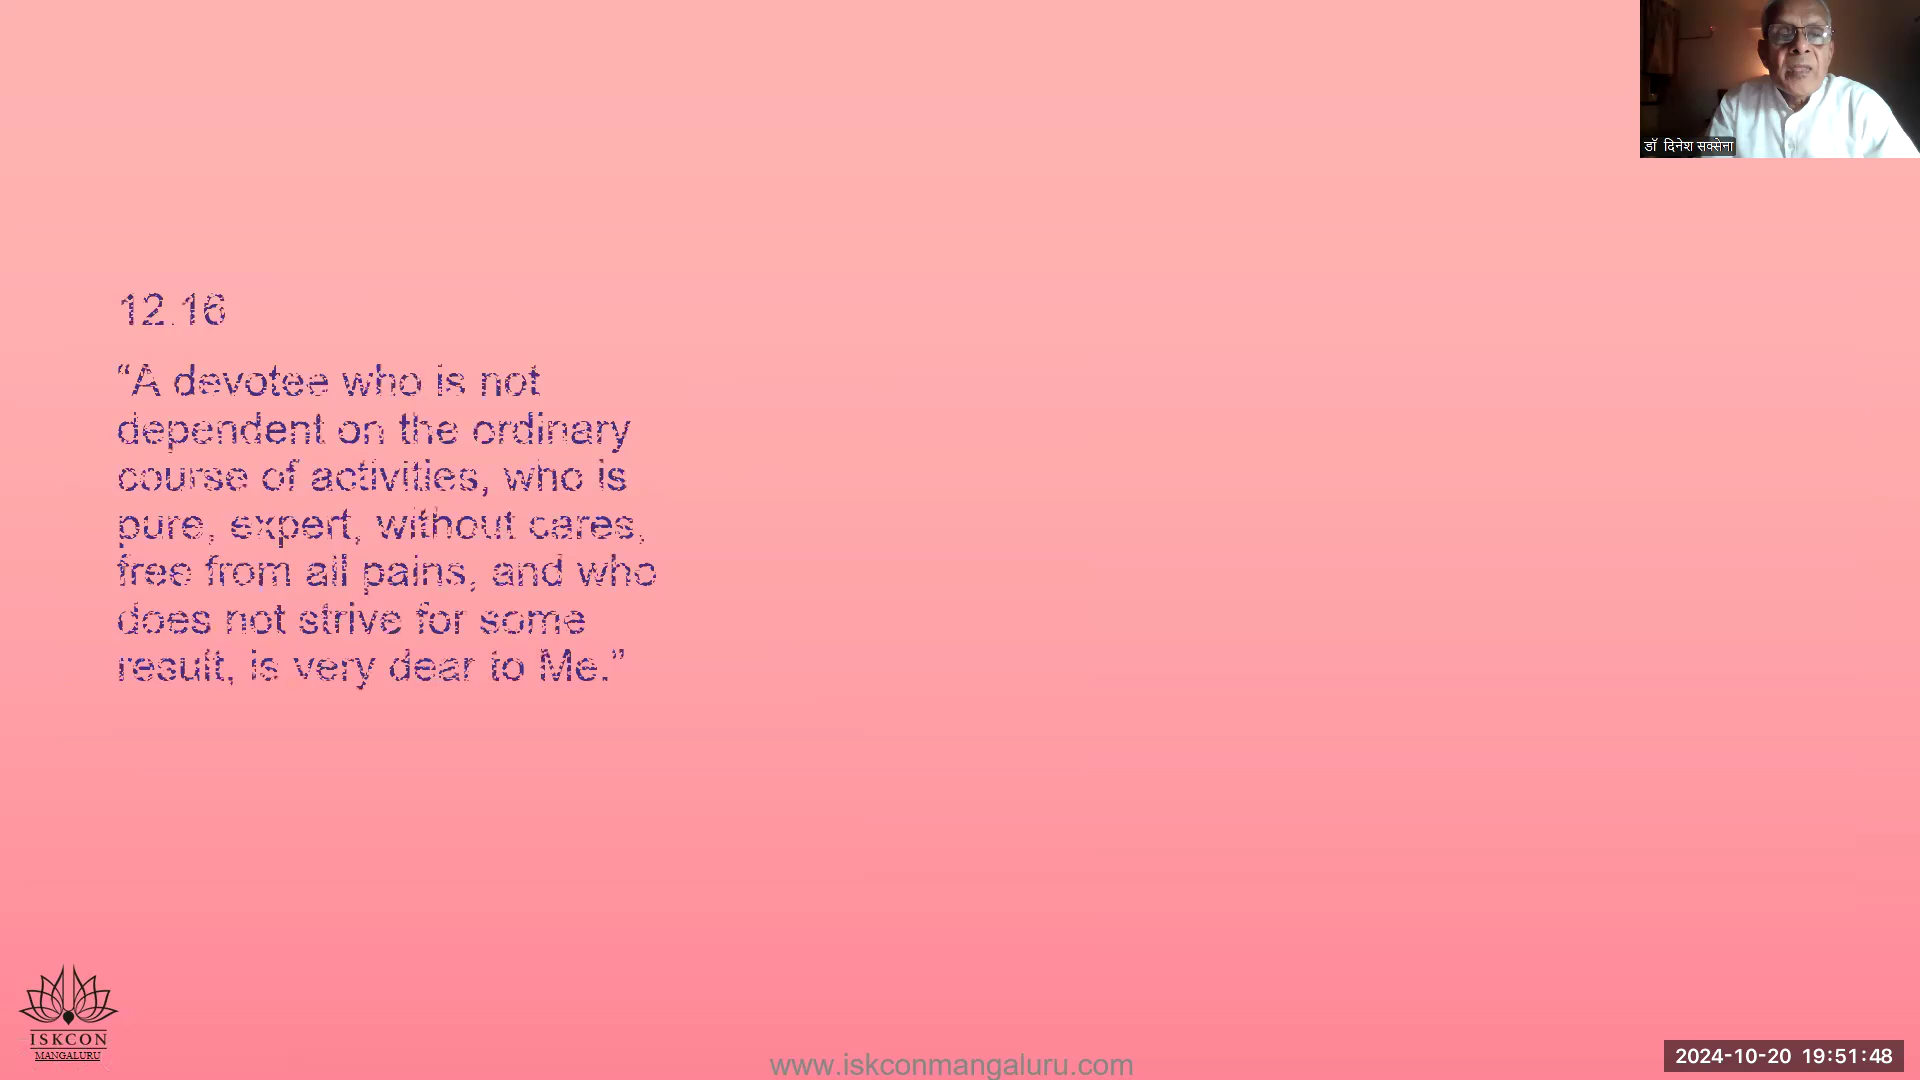 डॉ दिनेश सक्सेना
12.16
“A devotee who is not
dependent on the ordinary
course of activities, who is
pure, expert, without cares,
free from all pains, and who
does not strive for some
result, is very dear to Me.”
ISKCON
MANGALURU
www.iskconmangaluru.com
2024-10-20 19:51:48